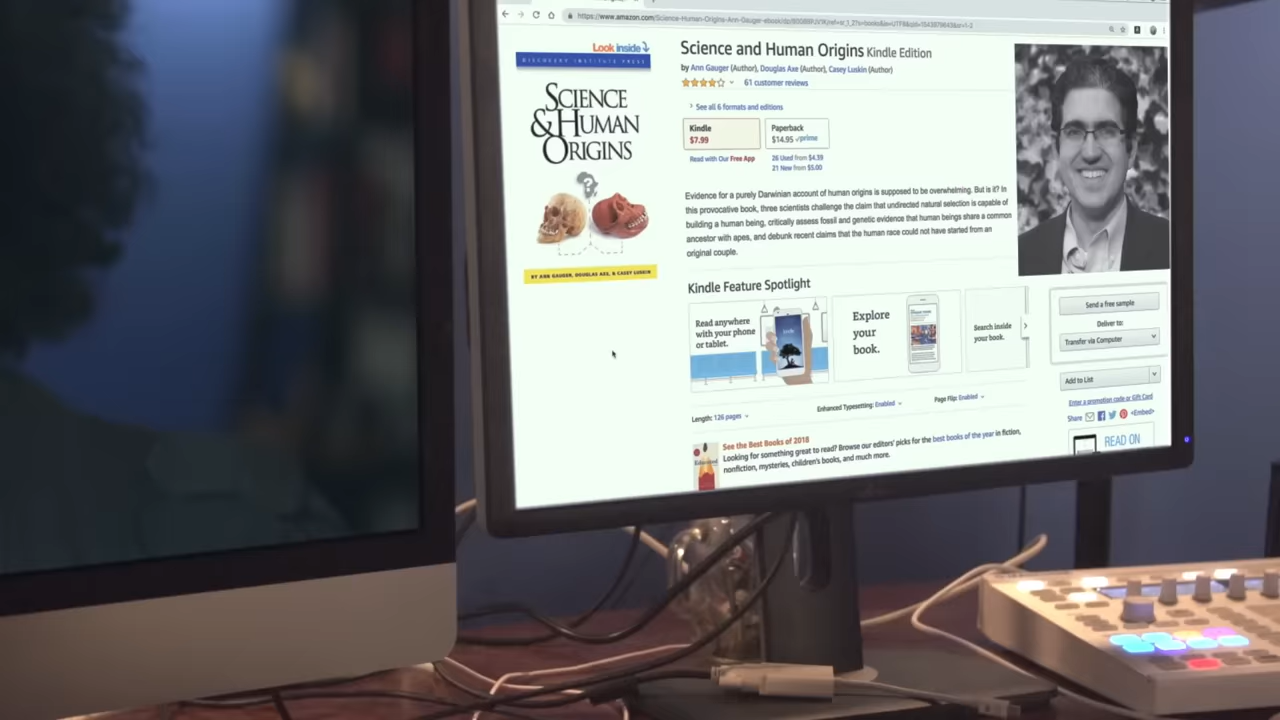 https://www.amazon.com/Science-Human-Origins-Ann-Gauger-ebook/dp/
Look inside
DISCOVERY INSTITUTE PRESS
SCIENCE
& HUMAN
ORIGINS
?
BY ANN GAUGER, DOUGLAS AXE, & CASEY LUSKIN
Science and Human Origins Kindle Edition
by Ann Gauger (Author), Douglas Axe (Author), Casey Luskin (Author)
61 customer reviews
See all 6 formats and editions
Kindle
$7.99
Paperback
$14.95 prime
Read with Our Free App
26 Used from $4.39
21 New from $5.00
Evidence for a purely Darwinian account of human origins is supposed to be overwhelming. But is it? In
this provocative book, three scientists challenge the claim that undirected natural selection is capable of
building a human being, critically assess fossil and genetic evidence that human beings share a common
ancestor with apes, and debunk recent claims that the human race could not have started from an
original couple.
Kindle Feature Spotlight
Read anywhere
with your phone
or tablet.
kindle
Explore
your
book.
Search inside
your book.
Send a free sample
Deliver to:
Transfer via Computer
Add to List
Enter a promotion code or Gift Card
Share <Embed>
READ ON
Length: 126 pages
Enhanced Typesetting: Enabled
Page Flip: Enabled
See the Best Books of 2018
Looking for something great to read? Browse our editors' picks for the best books of the year in fiction,
nonfiction, mysteries, children's books, and much more.